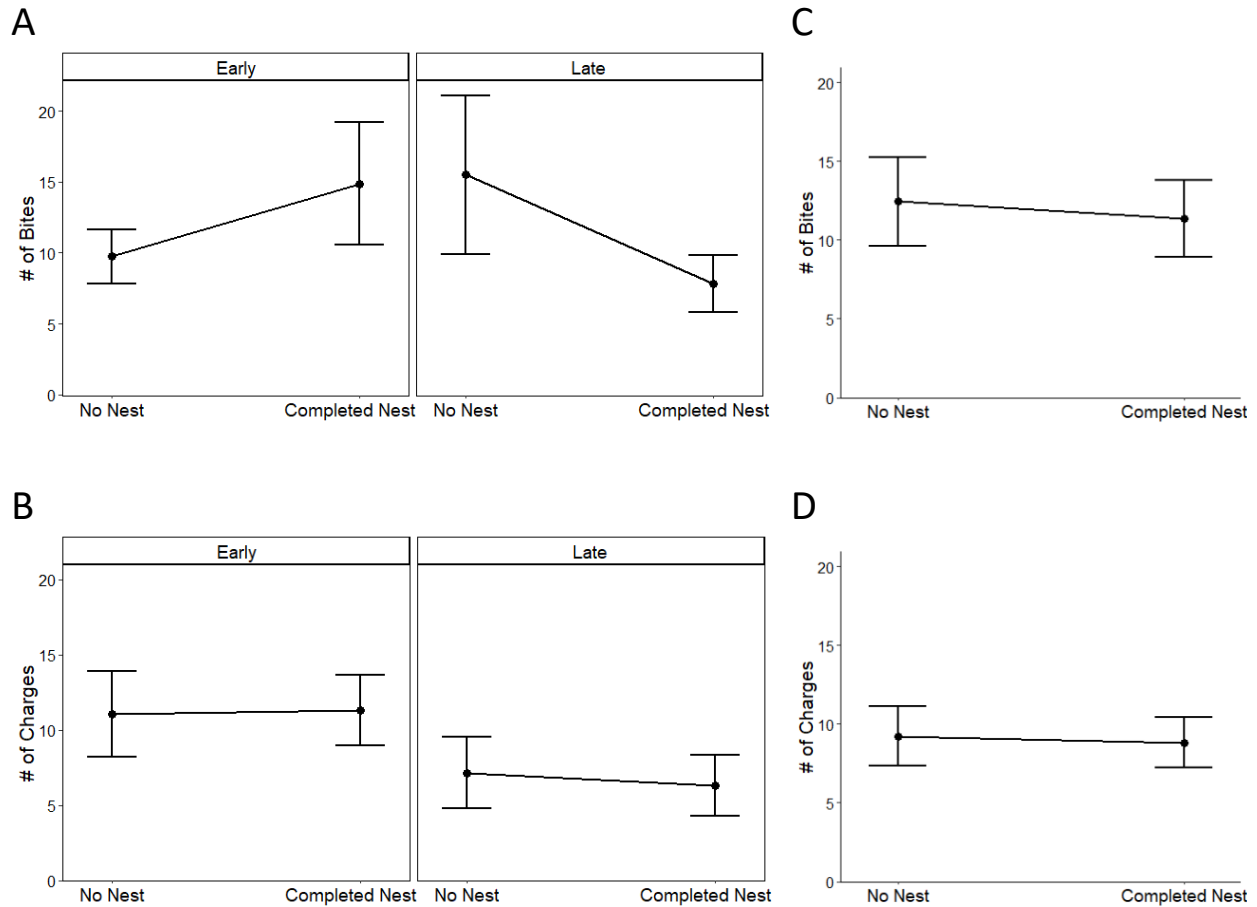 A
Early
Late
# of Bites
20
15
10
5
0
No Nest
Completed Nest
No Nest
Completed Nest
C
# of Bites
20
15
10
5
0
No Nest
Completed Nest
B
Early
Late
# of Charges
20
15
10
5
0
No Nest
Completed Nest
No Nest
Completed Nest
D
# of Charges
20
15
10
5
0
No Nest
Completed Nest